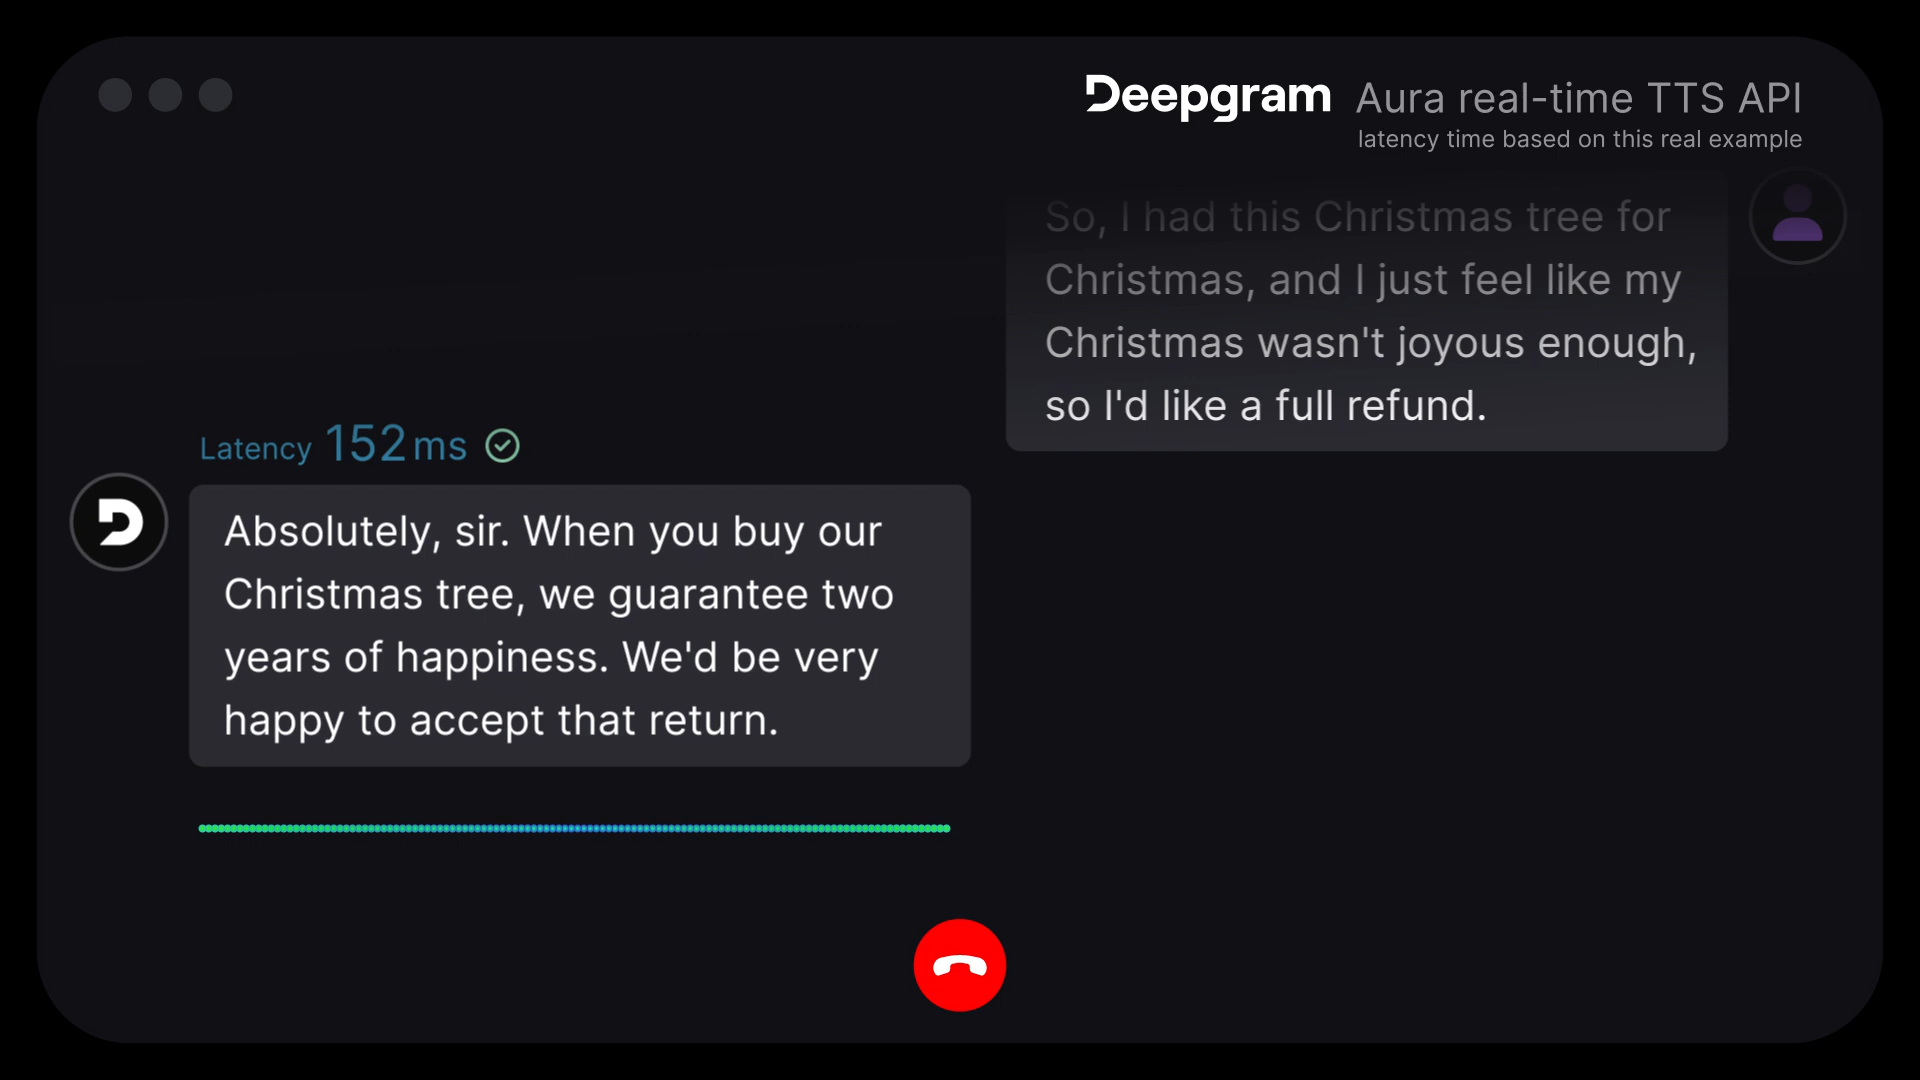 Deepgram Aura real-time TTS API
latency time based on this real example
So, I had this Christmas tree for
Christmas, and I just feel like my
Christmas wasn't joyous enough,
so I'd like a full refund.
Latency 152ms
Absolutely, sir. When you buy our
Christmas tree, we guarantee two
years of happiness. We'd be very
happy to accept that return.